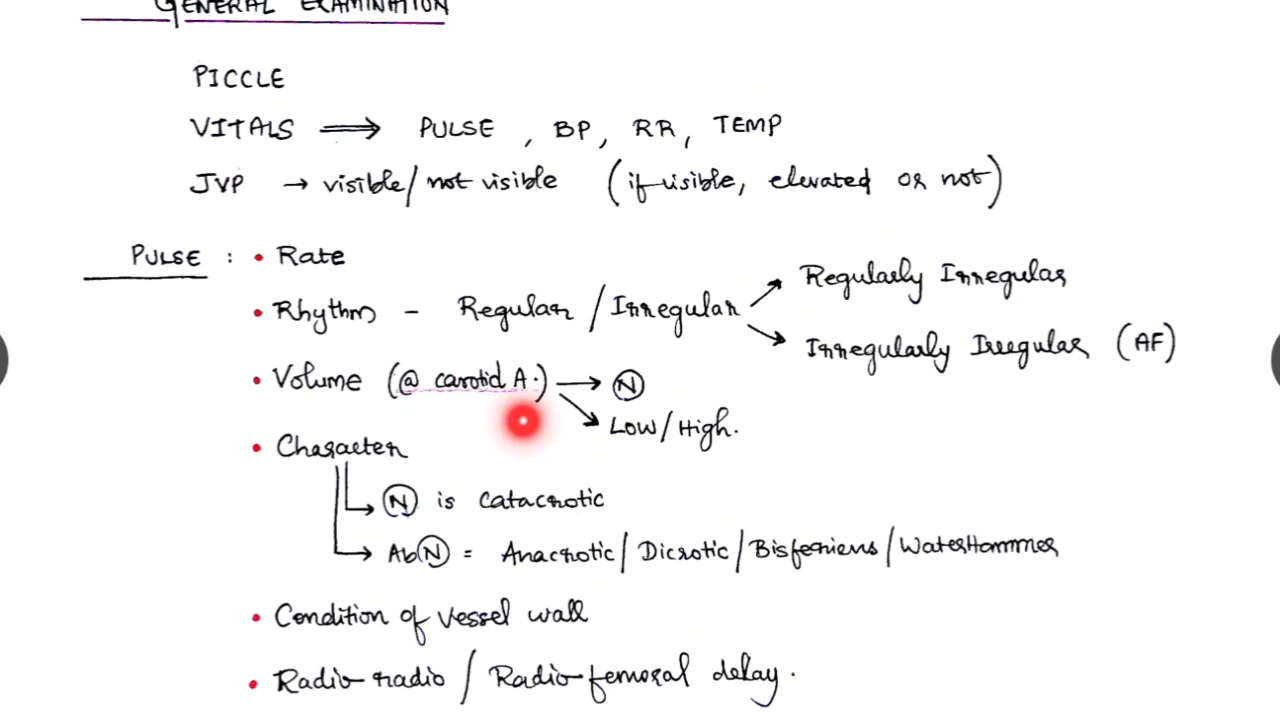 GENERAL EXAMINATION
PICCLE
VITALS ⟹ PULSE, BP, RR, TEMP
JVP → visible/not visible (if visible, elevated or not)
PULSE : • Rate
• Rhythm - Regular / Irregular
Regularly Irregular
Irregularly Irregular (AF)
• Volume (@ carotid A.) → N
Low/High.
• Character
N is catacrotic
AbN = Anacrotic/Dicrotic/Bisferiens/WaterHammer
• Condition of vessel wall
• Radio-radio / Radio-femoral delay.